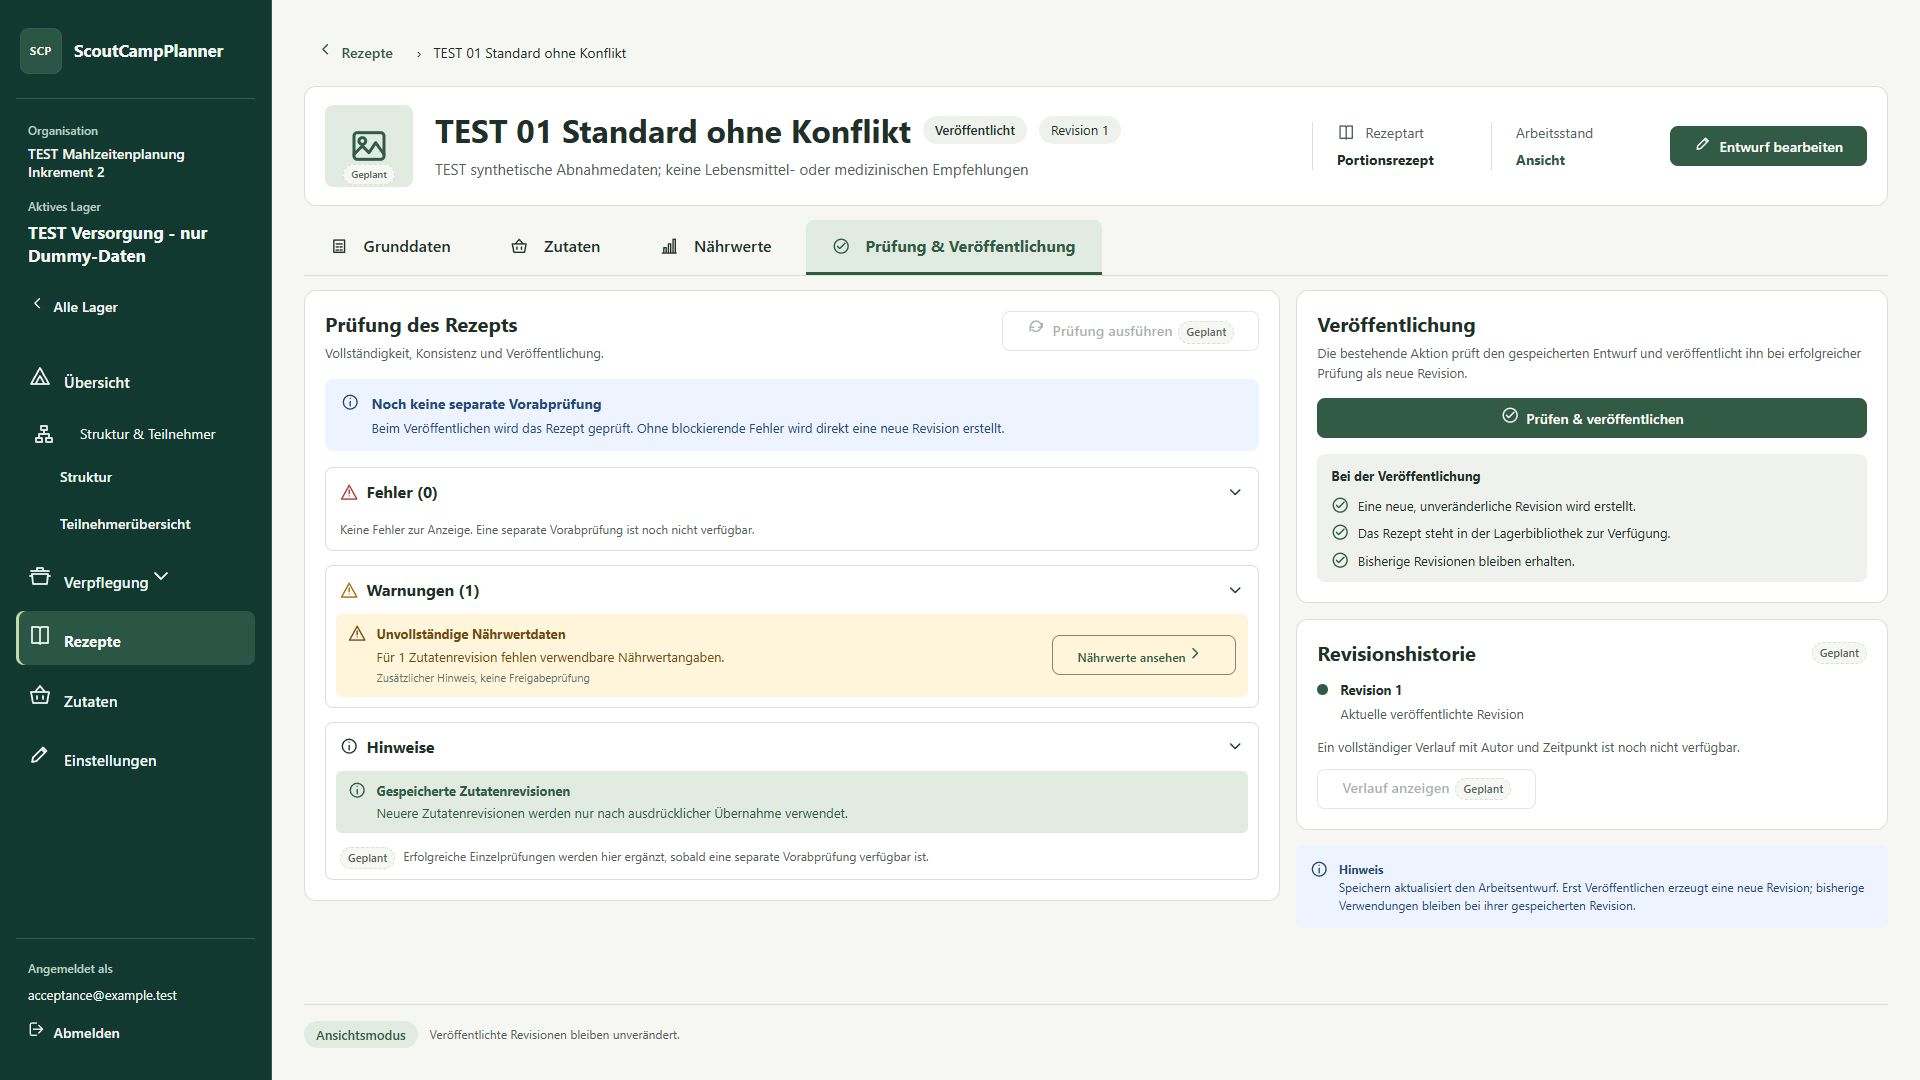 SCP
ScoutCampPlanner
Organisation
TEST Mahlzeitenplanung
Inkrement 2
Aktives Lager
TEST Versorgung - nur
Dummy-Daten
Alle Lager
Übersicht
Struktur & Teilnehmer
Struktur
Teilnehmerübersicht
Verpflegung
Rezepte
Zutaten
Einstellungen
Angemeldet als
acceptance@example.test
Abmelden
Rezepte › TEST 01 Standard ohne Konflikt
Geplant
TEST 01 Standard ohne Konflikt Veröffentlicht Revision 1
TEST synthetische Abnahmedaten; keine Lebensmittel- oder medizinischen Empfehlungen
Rezeptart
Portionsrezept
Arbeitsstand
Ansicht
Entwurf bearbeiten
Grunddaten
Zutaten
Nährwerte
Prüfung & Veröffentlichung
Prüfung des Rezepts
Vollständigkeit, Konsistenz und Veröffentlichung.
Prüfung ausführen Geplant
Noch keine separate Vorabprüfung
Beim Veröffentlichen wird das Rezept geprüft. Ohne blockierende Fehler wird direkt eine neue Revision erstellt.
Fehler (0)
Keine Fehler zur Anzeige. Eine separate Vorabprüfung ist noch nicht verfügbar.
Warnungen (1)
Unvollständige Nährwertdaten
Für 1 Zutatenrevision fehlen verwendbare Nährwertangaben.
Zusätzlicher Hinweis, keine Freigabeprüfung
Nährwerte ansehen
Hinweise
Gespeicherte Zutatenrevisionen
Neuere Zutatenrevisionen werden nur nach ausdrücklicher Übernahme verwendet.
Geplant Erfolgreiche Einzelprüfungen werden hier ergänzt, sobald eine separate Vorabprüfung verfügbar ist.
Veröffentlichung
Die bestehende Aktion prüft den gespeicherten Entwurf und veröffentlicht ihn bei erfolgreicher
Prüfung als neue Revision.
Prüfen & veröffentlichen
Bei der Veröffentlichung
Eine neue, unveränderliche Revision wird erstellt.
Das Rezept steht in der Lagerbibliothek zur Verfügung.
Bisherige Revisionen bleiben erhalten.
Revisionshistorie Geplant
Revision 1
Aktuelle veröffentlichte Revision
Ein vollständiger Verlauf mit Autor und Zeitpunkt ist noch nicht verfügbar.
Verlauf anzeigen Geplant
Hinweis
Speichern aktualisiert den Arbeitsentwurf. Erst Veröffentlichen erzeugt eine neue Revision; bisherige
Verwendungen bleiben bei ihrer gespeicherten Revision.
Ansichtsmodus Veröffentlichte Revisionen bleiben unverändert.